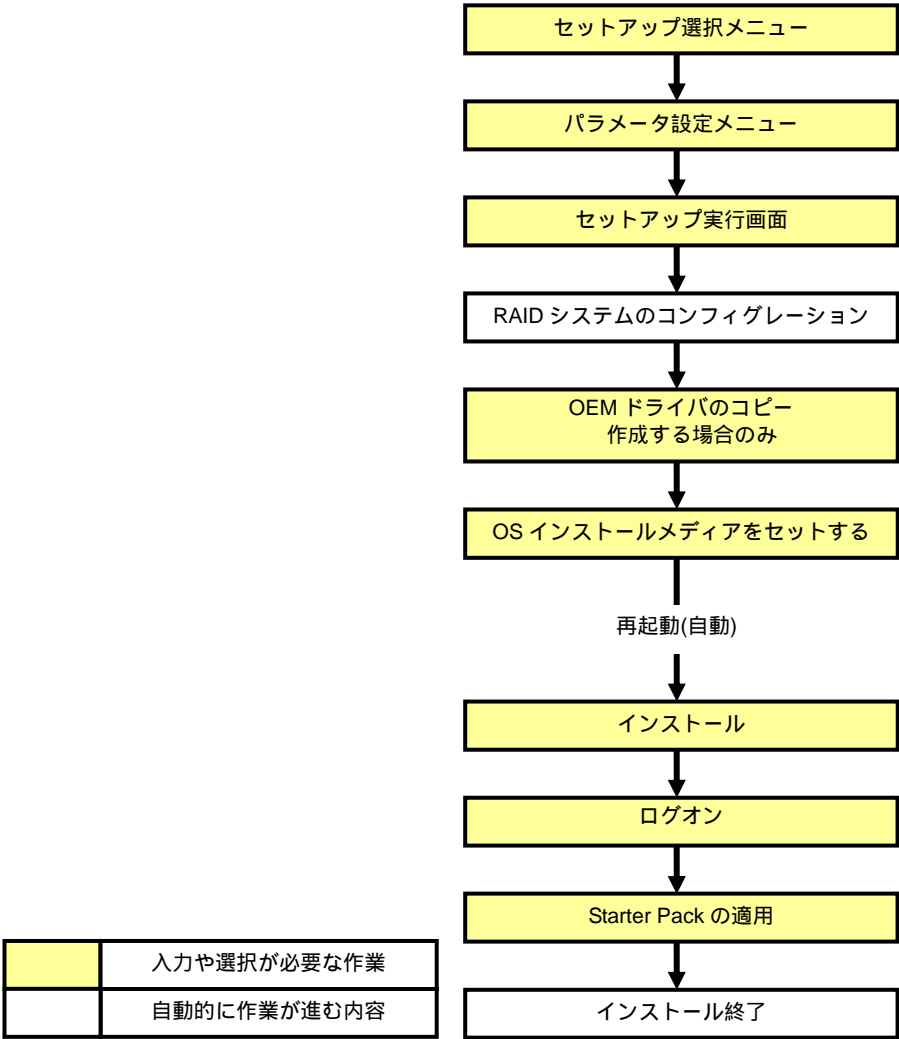 セットアップ選択メニュー
パラメータ設定メニュー
セットアップ実行画面
RAID システムのコンフィグレーション
OEM ドライバのコピー
作成する場合のみ
OS インストールメディアをセットする
再起動(自動)
インストール
ログオン
Starter Pack の適用
インストール終了
入力や選択が必要な作業
自動的に作業が進む内容